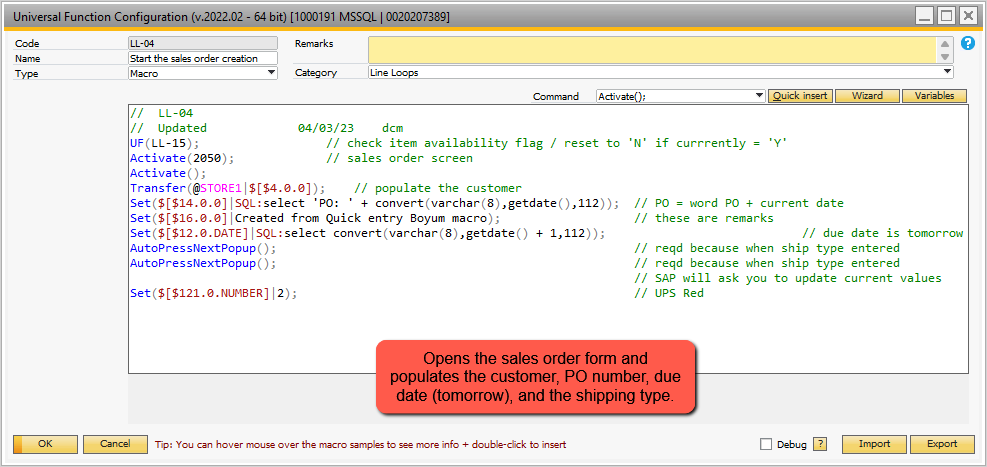 Universal Function Configuration (v.2022.02 - 64 bit) [1000191 MSSQL | 0020207389]
Code LL-04 Remarks ?
Name Start the sales order creation
Type Macro Category Line Loops
Command Activate(); Quick insert Wizard Variables
// LL-04
// Updated 04/03/23 dcm
UF(LL-15); // check item availability flag / reset to 'N' if currrently = 'Y'
Activate(2050); // sales order screen
Activate();
Transfer(@STORE1|$[$4.0.0]); // populate the customer
Set($[$14.0.0]|SQL:select 'PO: ' + convert(varchar(8),getdate(),112)); // PO = word PO + current date
Set($[$16.0.0]|Created from Quick entry Boyum macro); // these are remarks
Set($[$12.0.DATE]|SQL:select convert(varchar(8),getdate() + 1,112)); // due date is tomorrow
AutoPressNextPopup(); // reqd because when ship type entered
AutoPressNextPopup(); // reqd because when ship type entered
// SAP will ask you to update current values
Set($[$121.0.NUMBER]|2); // UPS Red
Opens the sales order form and
populates the customer, PO number, due
date (tomorrow), and the shipping type.
OK Cancel Tip: You can hover mouse over the macro samples to see more info + double-click to insert Debug ? Import Export